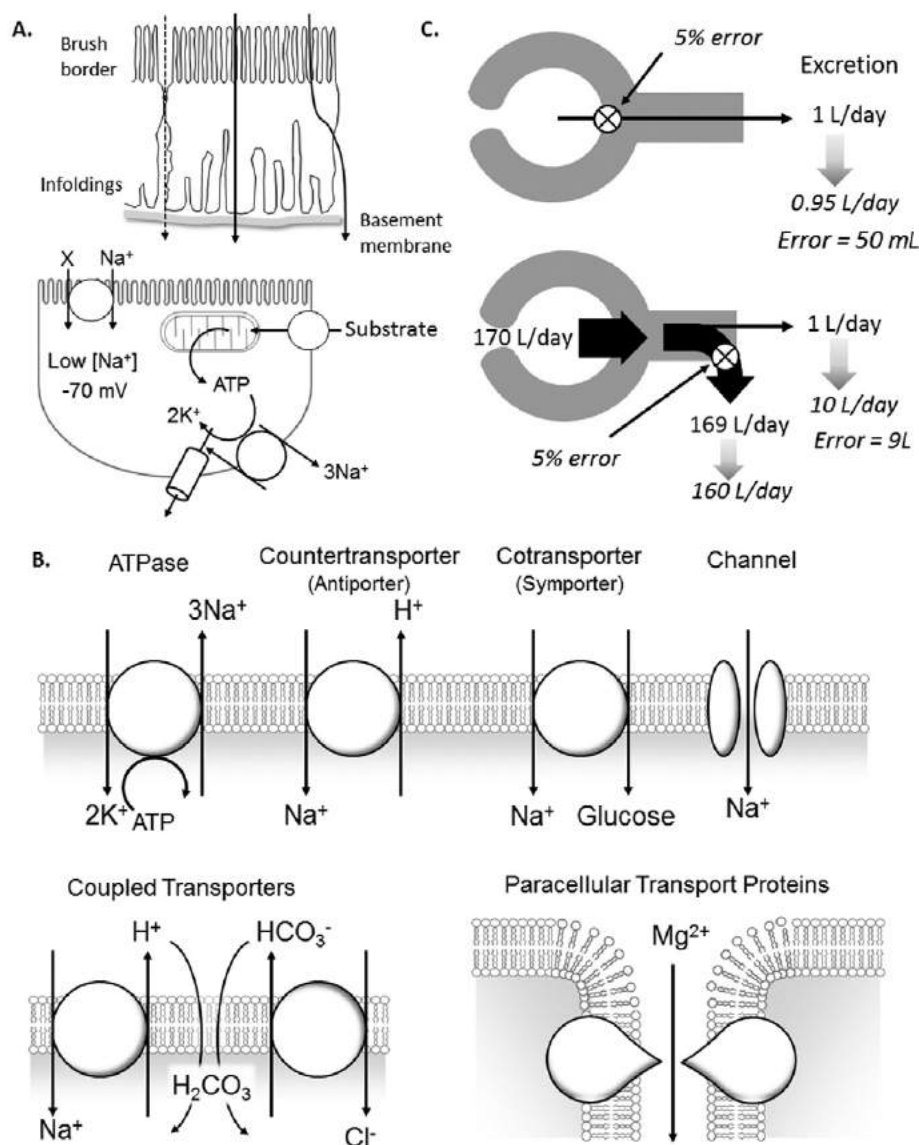 A.
Brush
border
Infoldings
Basement
membrane
X
Na⁺
Low [Na⁺]
-70 mV
Substrate
ATP
2K⁺
3Na⁺
C.
5% error
Excretion
1 L/day
0.95 L/day
Error = 50 mL
170 L/day
1 L/day
10 L/day
Error = 9L
169 L/day
5% error
160 L/day
B.
ATPase
Countertransporter
(Antiporter)
Cotransporter
(Symporter)
Channel
3Na⁺
H⁺
2K⁺
ATP
Na⁺
Na⁺
Glucose
Na⁺
Coupled Transporters
H⁺
HCO₃⁻
H₂CO₃
Na⁺
Cl⁻
Paracellular Transport Proteins
Mg²⁺